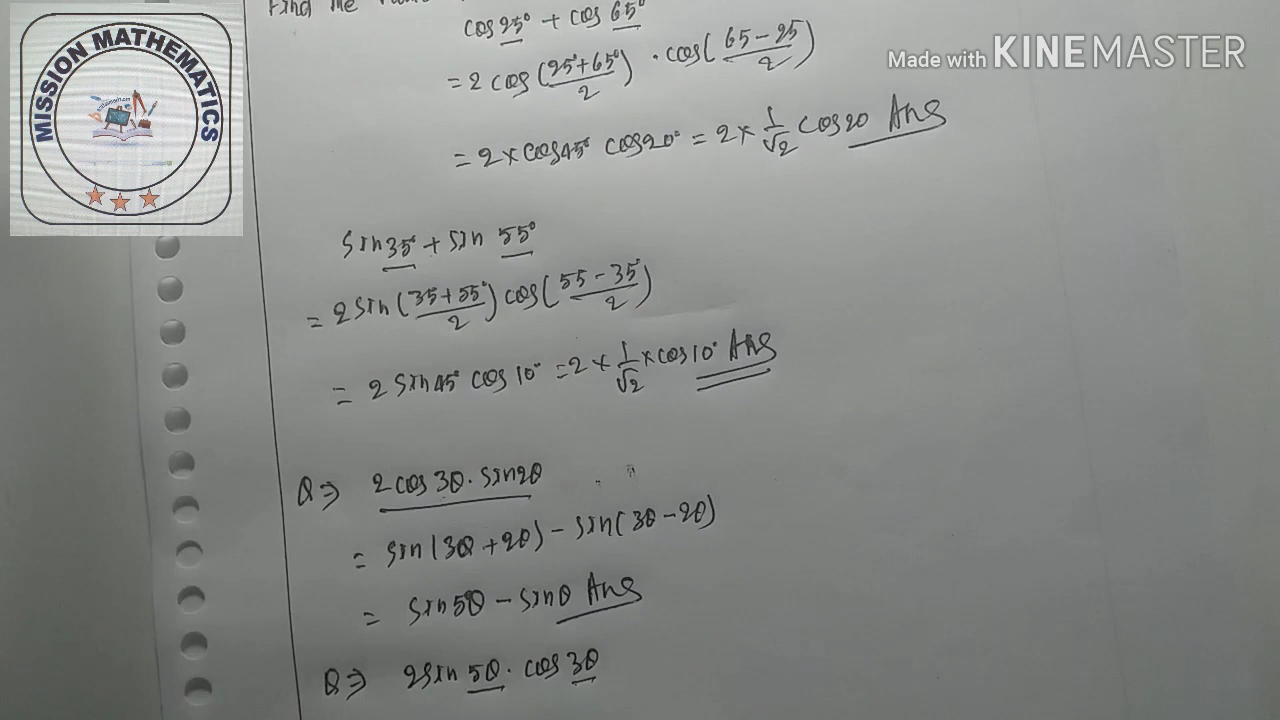 Find the
cos 25° + cos 65°
= 2 cos (25°+65°/2) · cos (65-25/2)
= 2 × cos 45° cos 20° = 2 × 1/√2 cos 20 Ans
sin 35° + sin 55°
= 2 sin (35+55°/2) cos (55-35°/2)
= 2 sin 45° cos 10° = 2 × 1/√2 × cos 10° Ans
Q ⇒ 2 cos 3θ · sin 2θ
= sin (3θ + 2θ) - sin (3θ - 2θ)
= sin 5θ - sin θ Ans
Q ⇒ 2 sin 5θ · cos 3θ
MISSION MATHEMATICS
Made with KINEMASTER